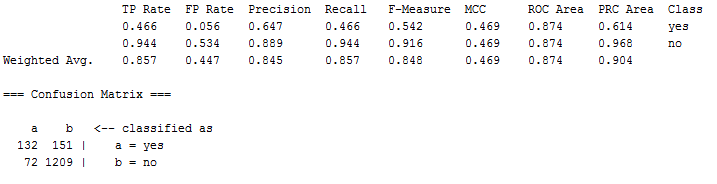 TP Rate FP Rate Precision Recall F-Measure MCC ROC Area PRC Area Class
0.466 0.056 0.647 0.466 0.542 0.469 0.874 0.614 yes
0.944 0.534 0.889 0.944 0.916 0.469 0.874 0.968 no
Weighted Avg. 0.857 0.447 0.845 0.857 0.848 0.469 0.874 0.904
=== Confusion Matrix ===
a b <-- classified as
132 151 | a = yes
72 1209 | b = no